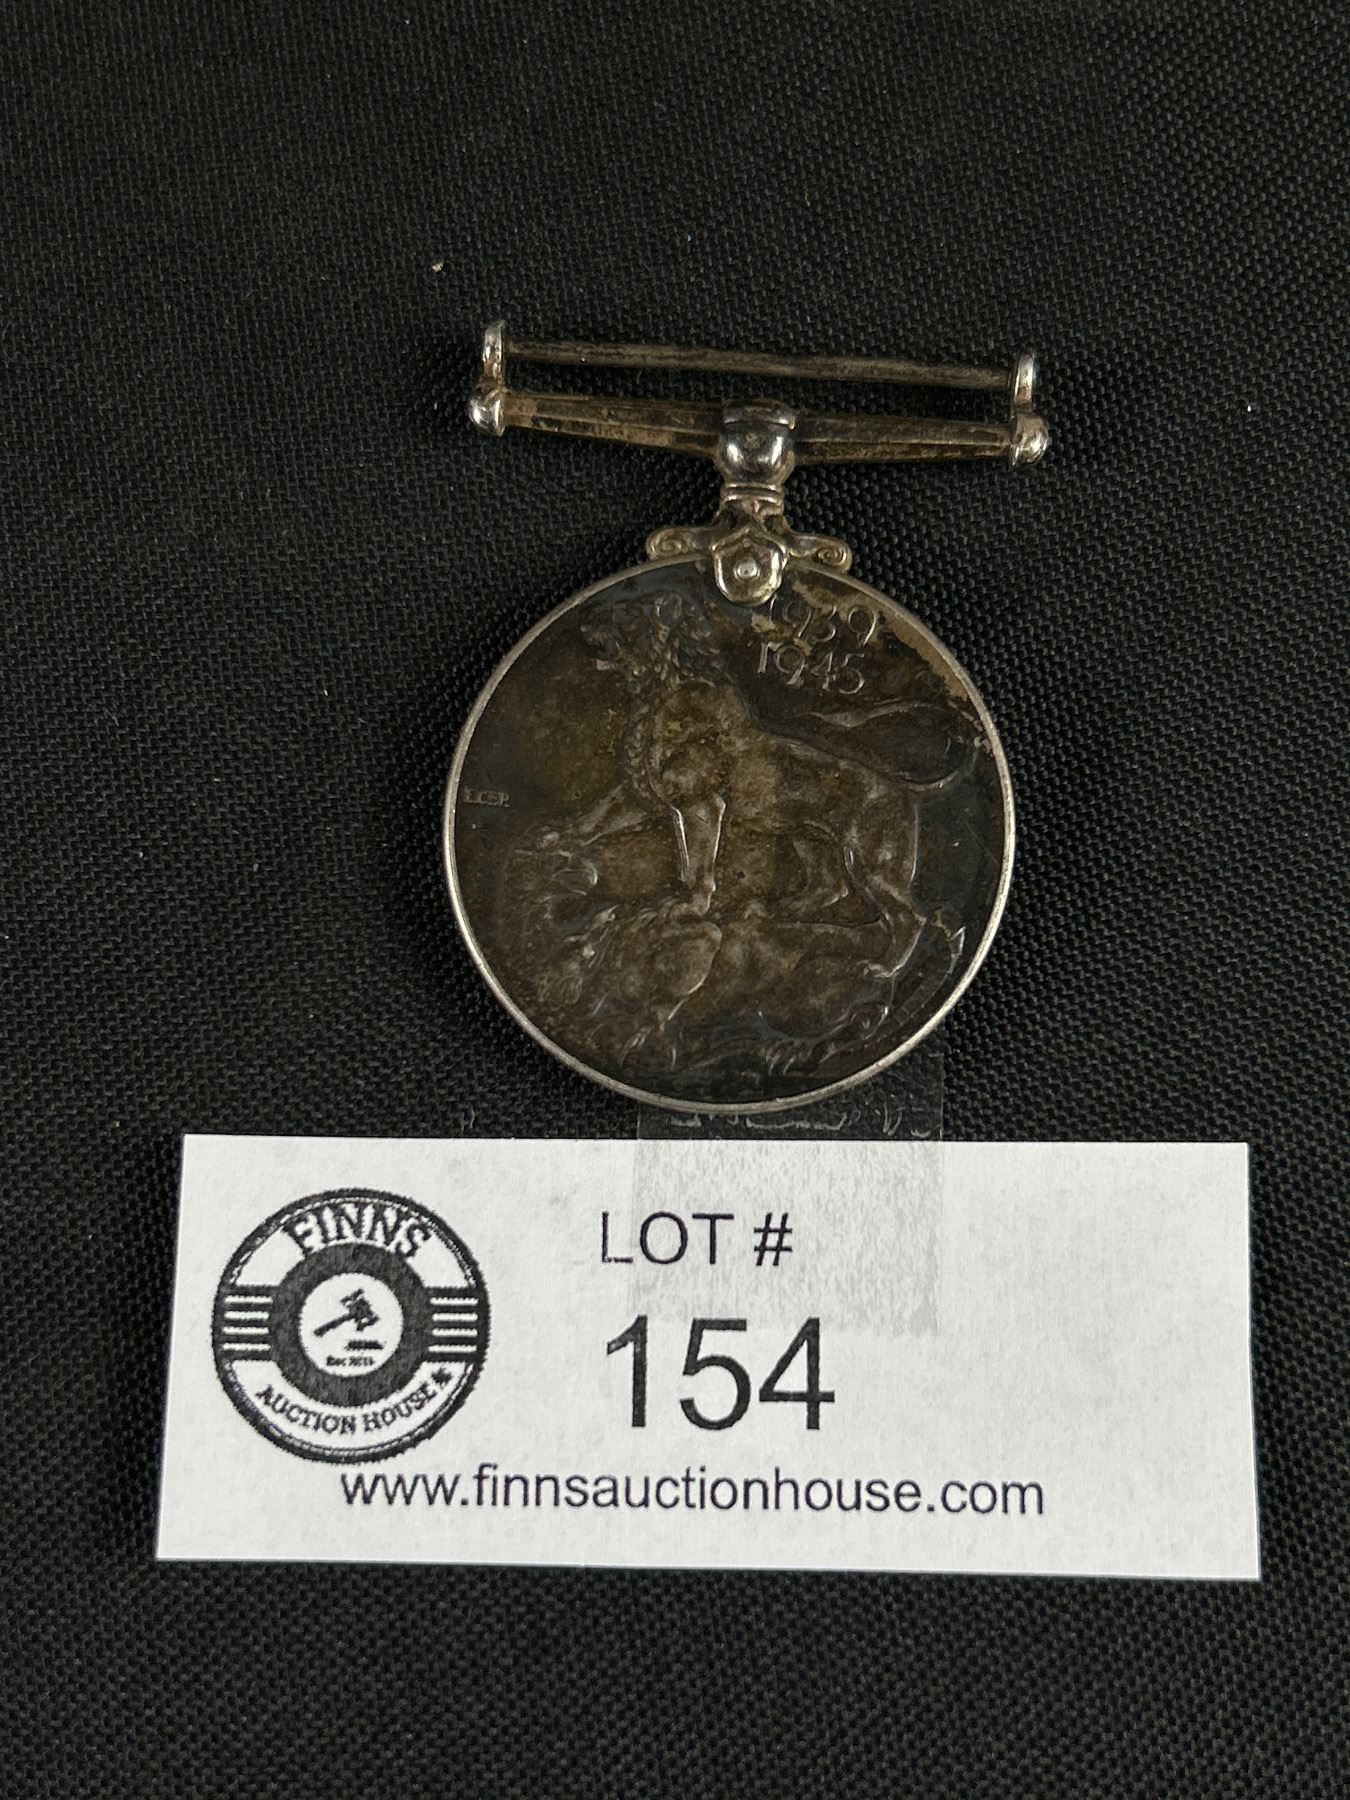 1939
1945
LOT #
FINNS
154
AUCTION HOUSE
www.finnsauctionhouse.com